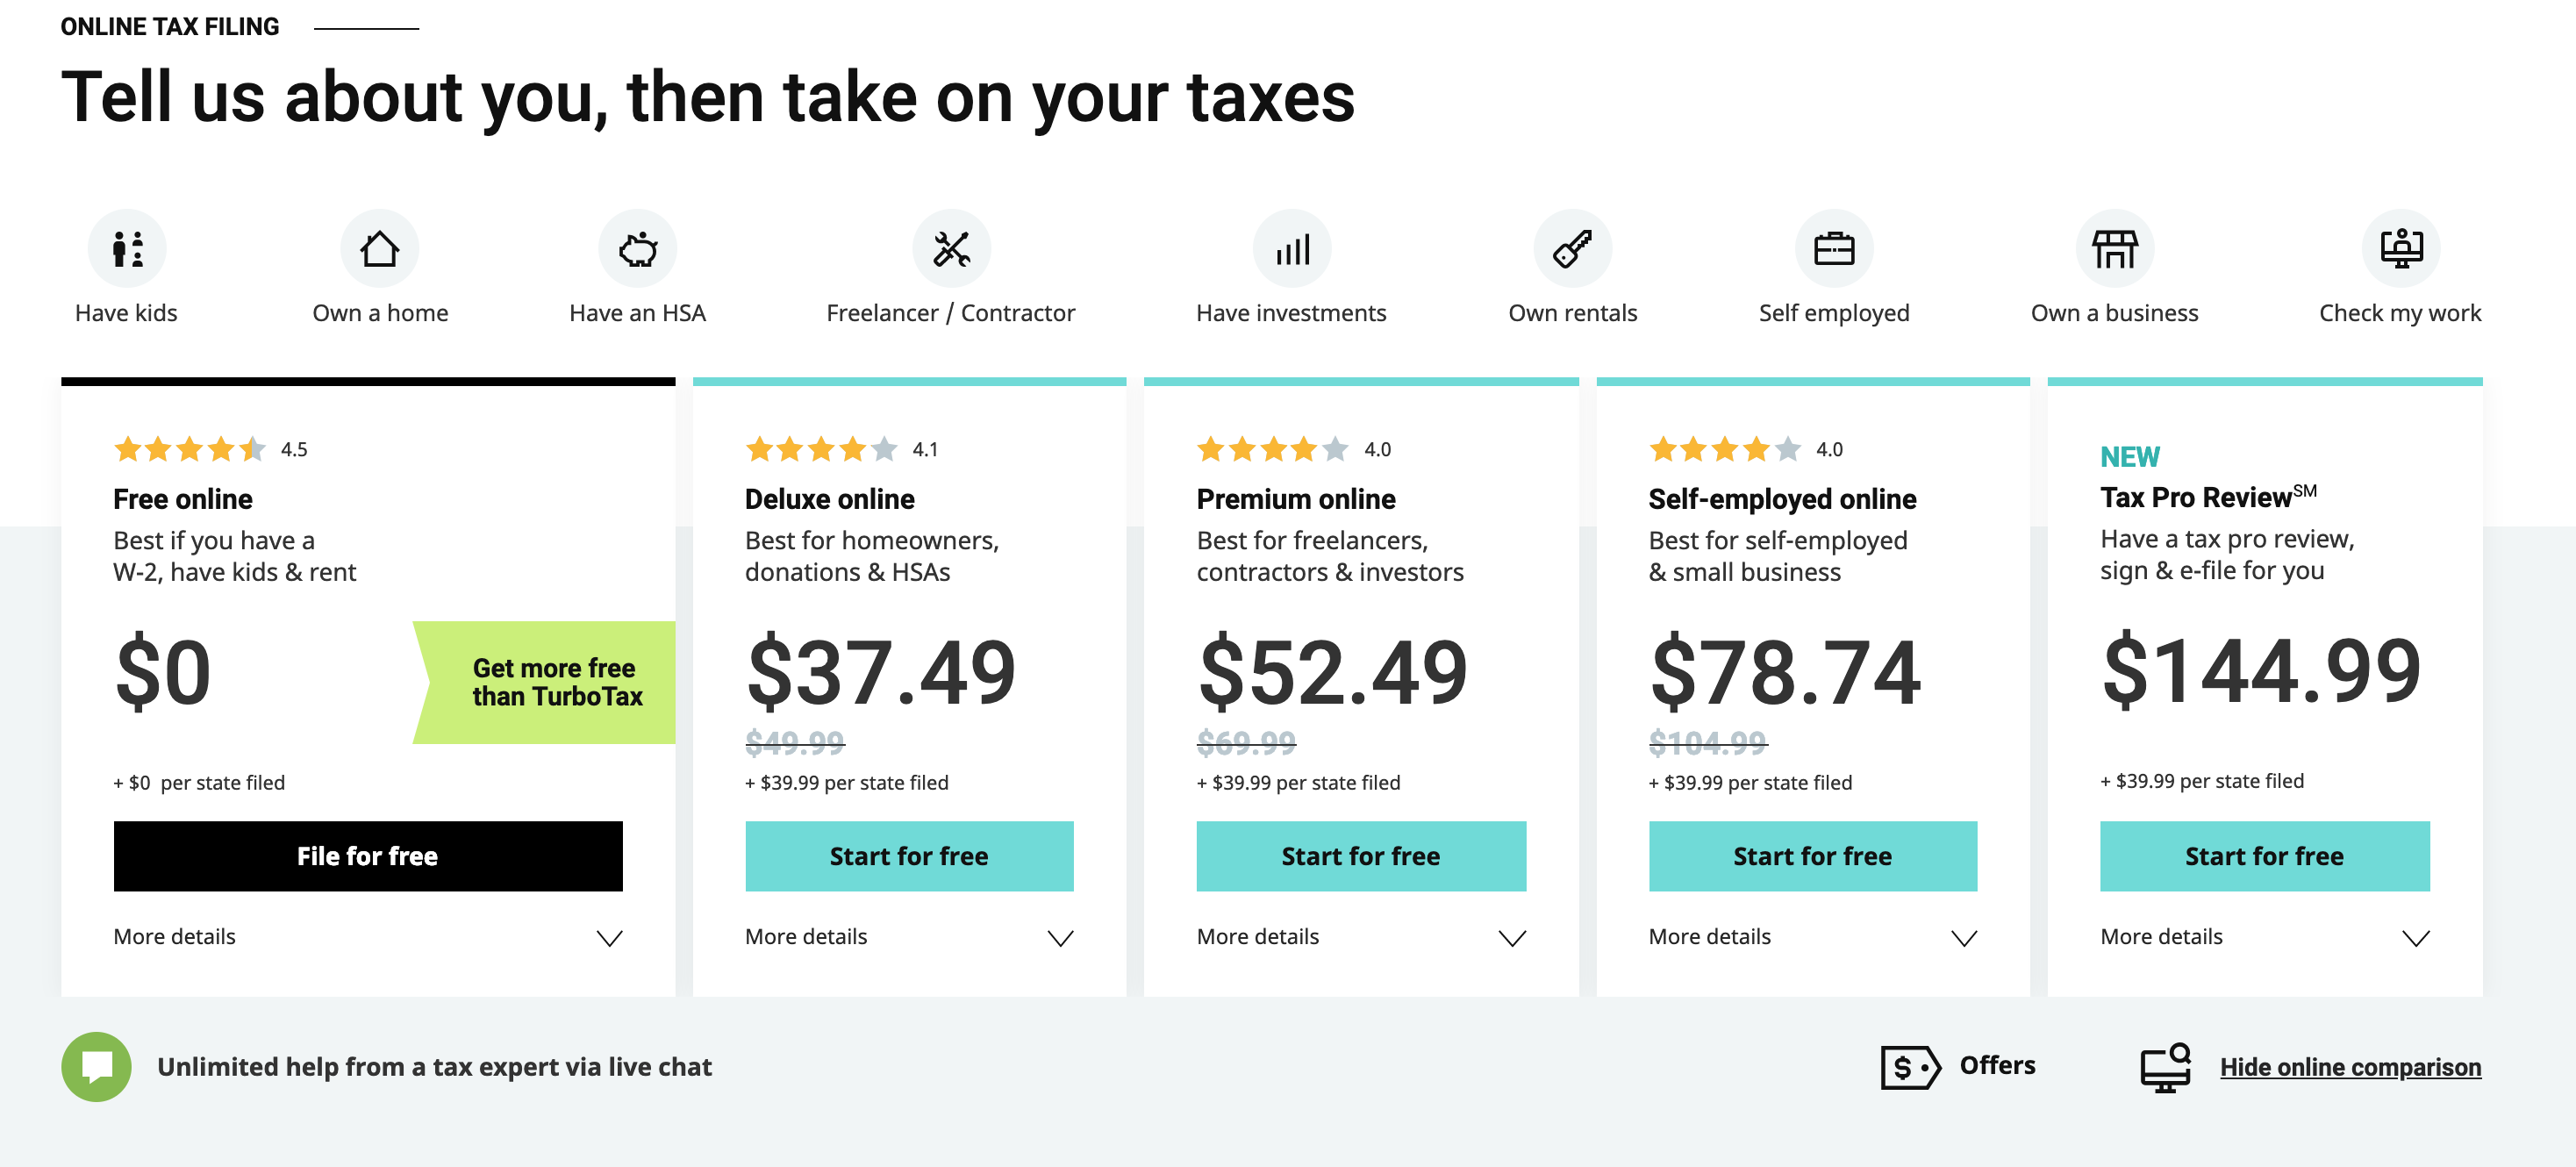 ONLINE TAX FILING
Tell us about you, then take on your taxes
Have kids
Own a home
Have an HSA
Freelancer / Contractor
Have investments
Own rentals
Self employed
Own a business
Check my work
4.5
Free online
Best if you have a
W-2, have kids & rent
$0
Get more free
than TurboTax
+ $0 per state filed
File for free
More details
4.1
Deluxe online
Best for homeowners,
donations & HSAs
$37.49
$49.99
+ $39.99 per state filed
Start for free
More details
4.0
Premium online
Best for freelancers,
contractors & investors
$52.49
$69.99
+ $39.99 per state filed
Start for free
More details
4.0
Self-employed online
Best for self-employed
& small business
$78.74
$104.99
+ $39.99 per state filed
Start for free
More details
NEW
Tax Pro Review℠
Have a tax pro review,
sign & e-file for you
$144.99
+ $39.99 per state filed
Start for free
More details
Unlimited help from a tax expert via live chat
$
Offers
Hide online comparison